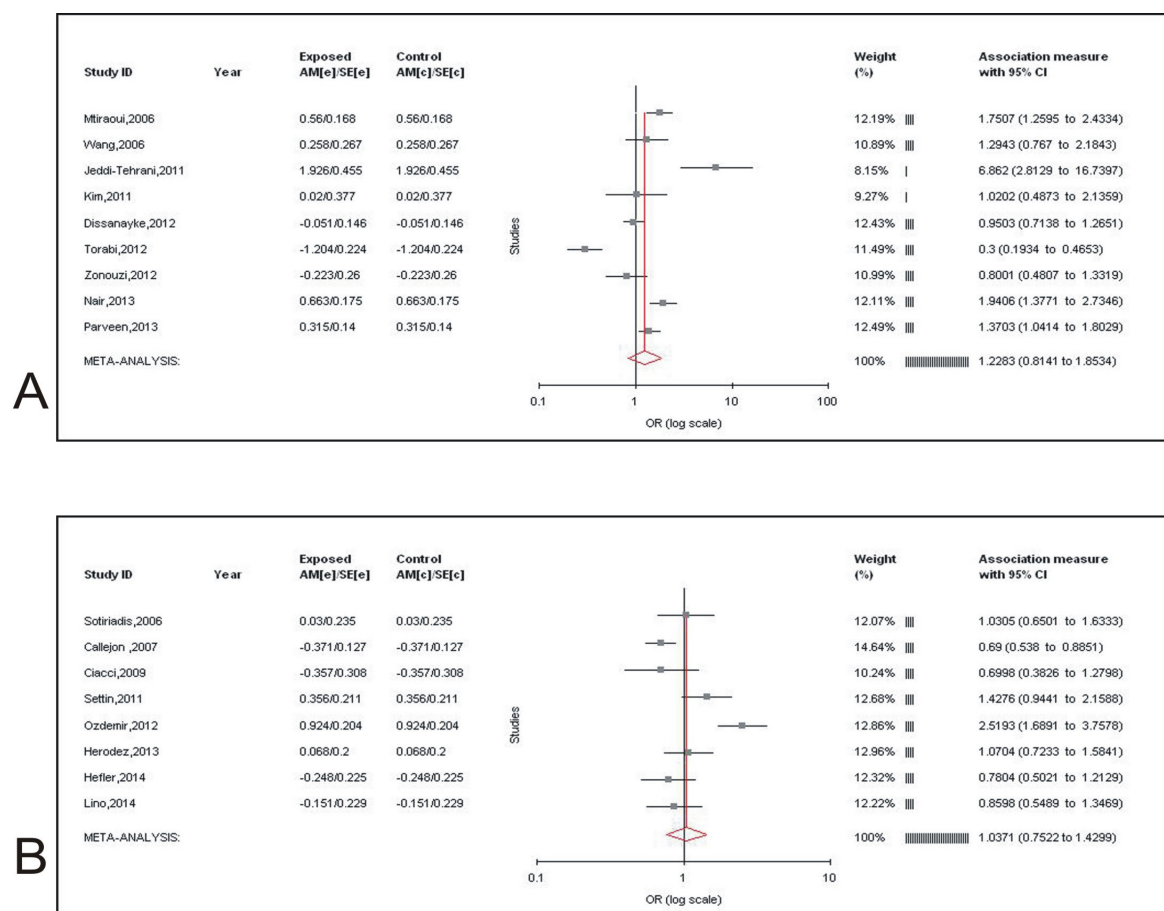 Exposed Control Weight Association measure
Study ID Year AM[e]/SE[e] AM[c]/SE[c] (%) with 95% CI
Mtiraoui,2006 0.56/0.168 0.56/0.168 12.19% 1.7507 (1.2595 to 2.4334)
Wang,2006 0.258/0.267 0.258/0.267 10.89% 1.2943 (0.767 to 2.1843)
Jeddi-Tehrani,2011 1.926/0.455 1.926/0.455 8.15% 6.862 (2.8129 to 16.7397)
Kim,2011 0.02/0.377 0.02/0.377 9.27% 1.0202 (0.4873 to 2.1359)
Dissanayke,2012 -0.051/0.146 -0.051/0.146 12.43% 0.9503 (0.7138 to 1.2651)
Torabi,2012 -1.204/0.224 -1.204/0.224 11.49% 0.3 (0.1934 to 0.4653)
Zonouzi,2012 -0.223/0.26 -0.223/0.26 10.99% 0.8001 (0.4807 to 1.3319)
Nair,2013 0.663/0.175 0.663/0.175 12.11% 1.9406 (1.3771 to 2.7346)
Parveen,2013 0.315/0.14 0.315/0.14 12.49% 1.3703 (1.0414 to 1.8029)
META-ANALYSIS: 100% 1.2283 (0.8141 to 1.8534)
Studies
0.1 1 10 100
OR (log scale)
A
Exposed Control Weight Association measure
Study ID Year AM[e]/SE[e] AM[c]/SE[c] (%) with 95% CI
Sotiriadis,2006 0.03/0.235 0.03/0.235 12.07% 1.0305 (0.6501 to 1.6333)
Callejon ,2007 -0.371/0.127 -0.371/0.127 14.64% 0.69 (0.538 to 0.8851)
Ciacci,2009 -0.357/0.308 -0.357/0.308 10.24% 0.6998 (0.3826 to 1.2798)
Settin,2011 0.356/0.211 0.356/0.211 12.68% 1.4276 (0.9441 to 2.1588)
Ozdemir,2012 0.924/0.204 0.924/0.204 12.86% 2.5193 (1.6891 to 3.7578)
Herodez,2013 0.068/0.2 0.068/0.2 12.96% 1.0704 (0.7233 to 1.5841)
Hefler,2014 -0.248/0.225 -0.248/0.225 12.32% 0.7804 (0.5021 to 1.2129)
Lino,2014 -0.151/0.229 -0.151/0.229 12.22% 0.8598 (0.5489 to 1.3469)
META-ANALYSIS: 100% 1.0371 (0.7522 to 1.4299)
Studies
0.1 1 10
OR (log scale)
B